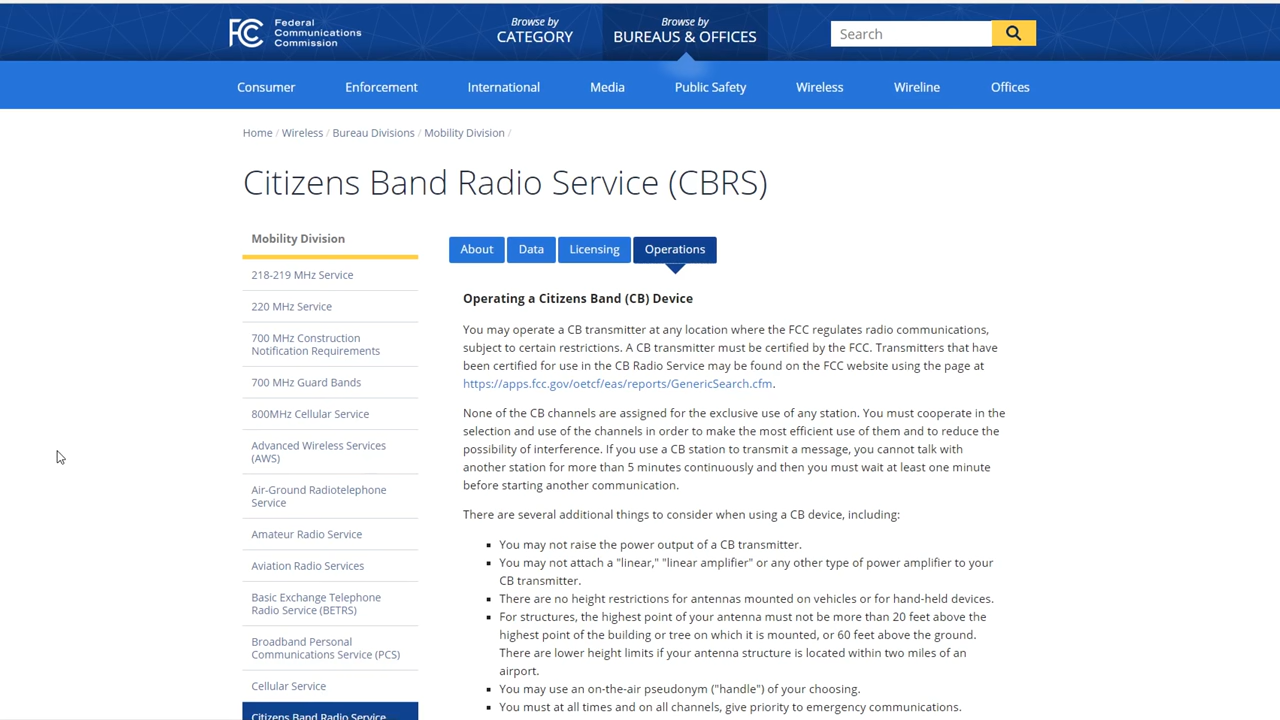 FC Federal
Communications
Commission
Browse by
CATEGORY
Browse by
BUREAUS & OFFICES
Search
Consumer
Enforcement
International
Media
Public Safety
Wireless
Wireline
Offices
Home / Wireless / Bureau Divisions / Mobility Division /
Citizens Band Radio Service (CBRS)
Mobility Division
218-219 MHz Service
220 MHz Service
700 MHz Construction
Notification Requirements
700 MHz Guard Bands
800MHz Cellular Service
Advanced Wireless Services
(AWS)
Air-Ground Radiotelephone
Service
Amateur Radio Service
Aviation Radio Services
Basic Exchange Telephone
Radio Service (BETRS)
Broadband Personal
Communications Service (PCS)
Cellular Service
Citizens Band Radio Service
About
Data
Licensing
Operations
Operating a Citizens Band (CB) Device
You may operate a CB transmitter at any location where the FCC regulates radio communications,
subject to certain restrictions. A CB transmitter must be certified by the FCC. Transmitters that have
been certified for use in the CB Radio Service may be found on the FCC website using the page at
https://apps.fcc.gov/oetcf/eas/reports/GenericSearch.cfm.
None of the CB channels are assigned for the exclusive use of any station. You must cooperate in the
selection and use of the channels in order to make the most efficient use of them and to reduce the
possibility of interference. If you use a CB station to transmit a message, you cannot talk with
another station for more than 5 minutes continuously and then you must wait at least one minute
before starting another communication.
There are several additional things to consider when using a CB device, including:
▪ You may not raise the power output of a CB transmitter.
▪ You may not attach a "linear," "linear amplifier" or any other type of power amplifier to your
CB transmitter.
▪ There are no height restrictions for antennas mounted on vehicles or for hand-held devices.
▪ For structures, the highest point of your antenna must not be more than 20 feet above the
highest point of the building or tree on which it is mounted, or 60 feet above the ground.
There are lower height limits if your antenna structure is located within two miles of an
airport.
▪ You may use an on-the-air pseudonym ("handle") of your choosing.
▪ You must at all times and on all channels, give priority to emergency communications.